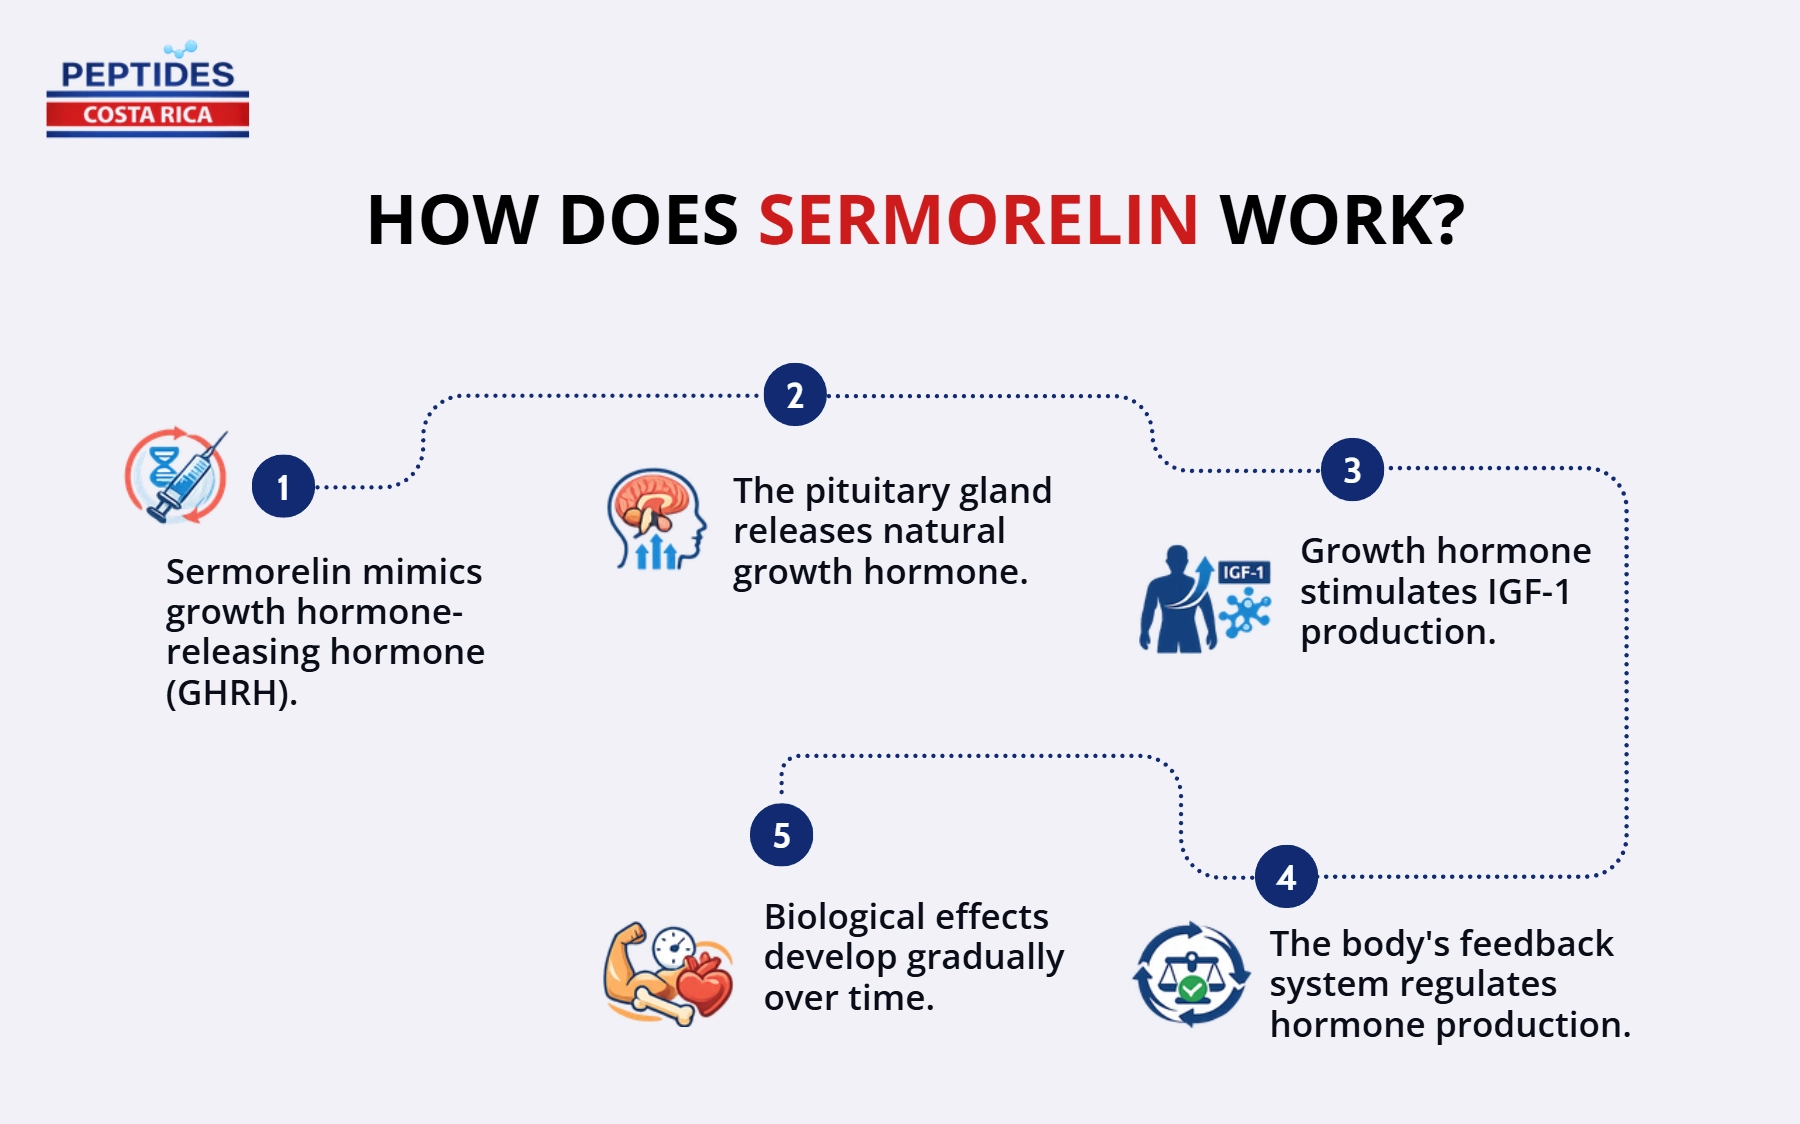 PEPTIDES
COSTA RICA
HOW DOES SERMORELIN WORK?
1
Sermorelin mimics
growth hormone-
releasing hormone
(GHRH).
2
The pituitary gland
releases natural
growth hormone.
3
IGF-1
Growth hormone
stimulates IGF-1
production.
4
The body's feedback
system regulates
hormone production.
5
Biological effects
develop gradually
over time.